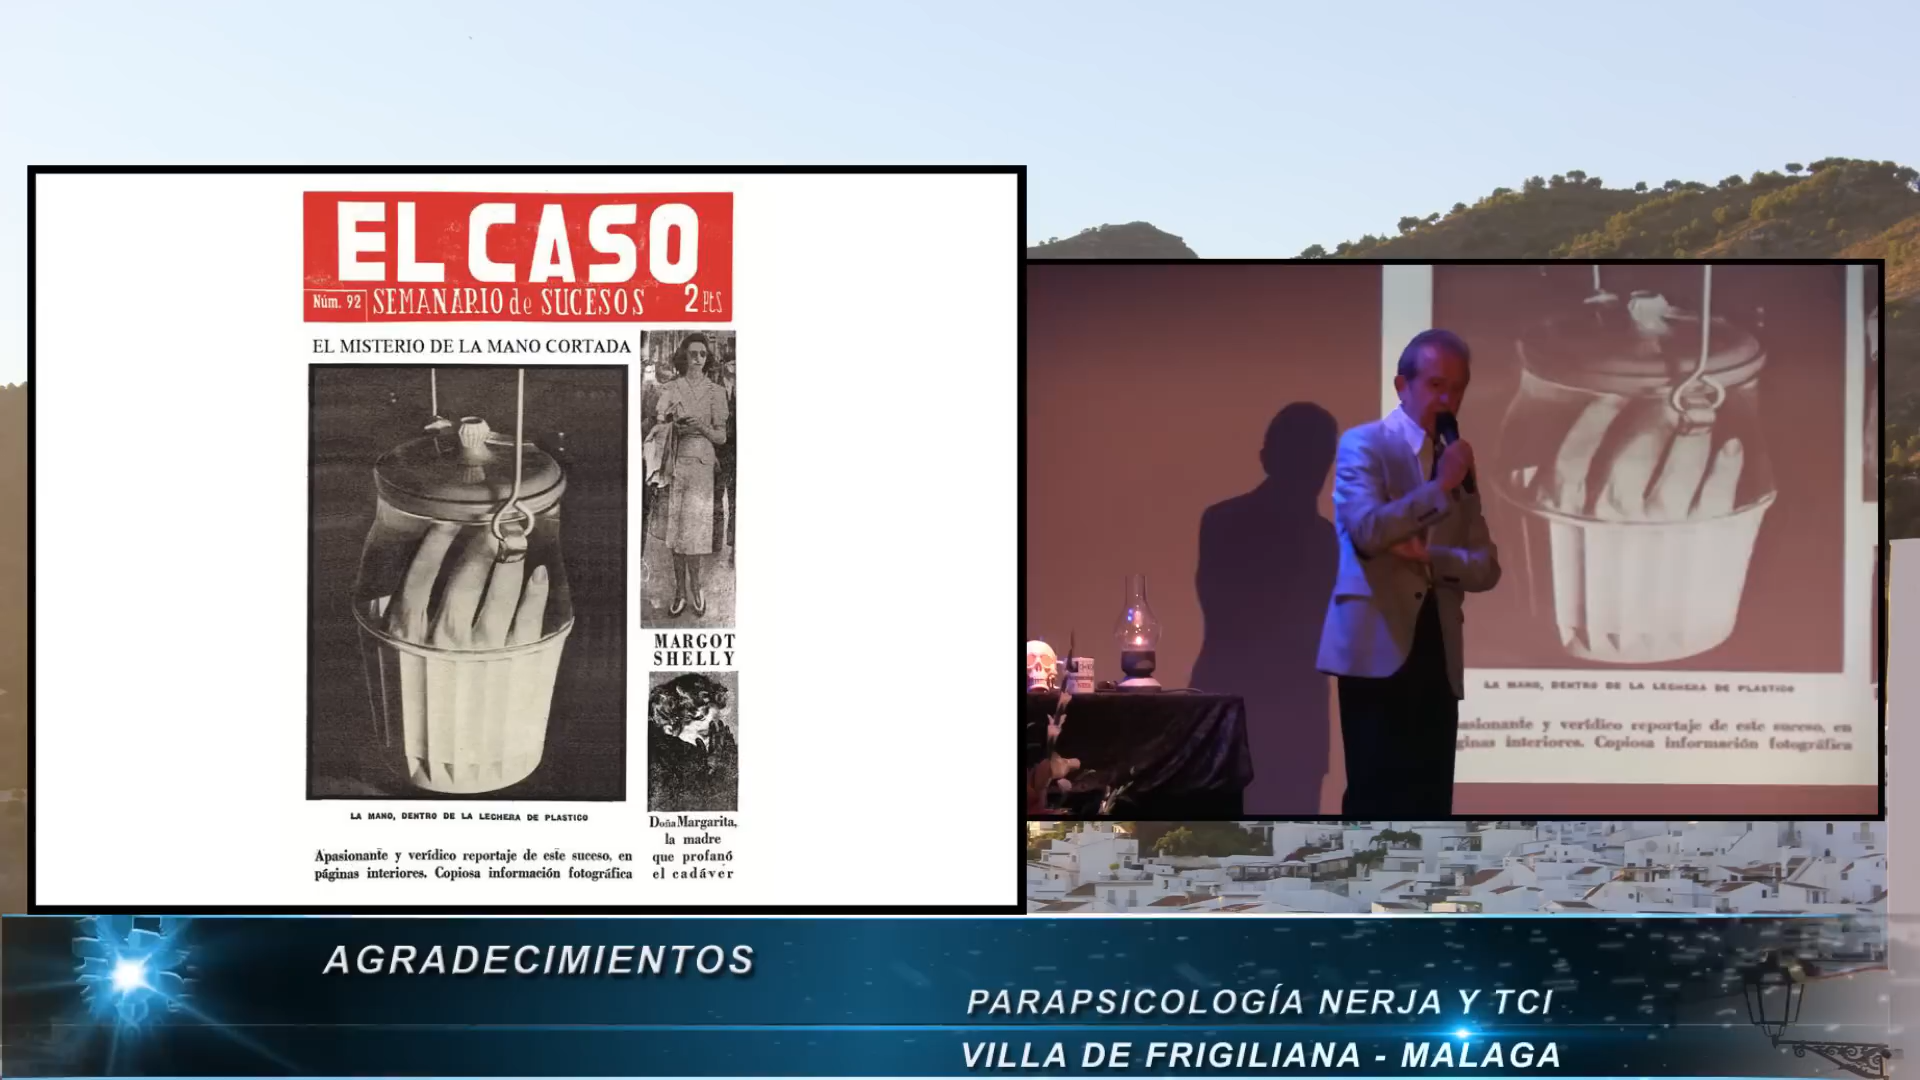 EL CASO
Núm. 92 SEMANARIO de SUCESOS 2 Pts
EL MISTERIO DE LA MANO CORTADA
MARGOT
SHELLY
LA MANO, DENTRO DE LA LECHERA DE PLASTICO
Apasionante y verídico reportaje de este suceso, en
páginas interiores. Copiosa información fotográfica
Doña Margarita,
la madre
que profanó
el cadáver
LA MANO, DENTRO DE LA LECHERA DE PLASTICO
asionante y verídico reportaje de este suceso, en
ginas interiores. Copiosa información fotográfica
AGRADECIMIENTOS
PARAPSICOLOGÍA NERJA Y TCI
VILLA DE FRIGILIANA - MALAGA